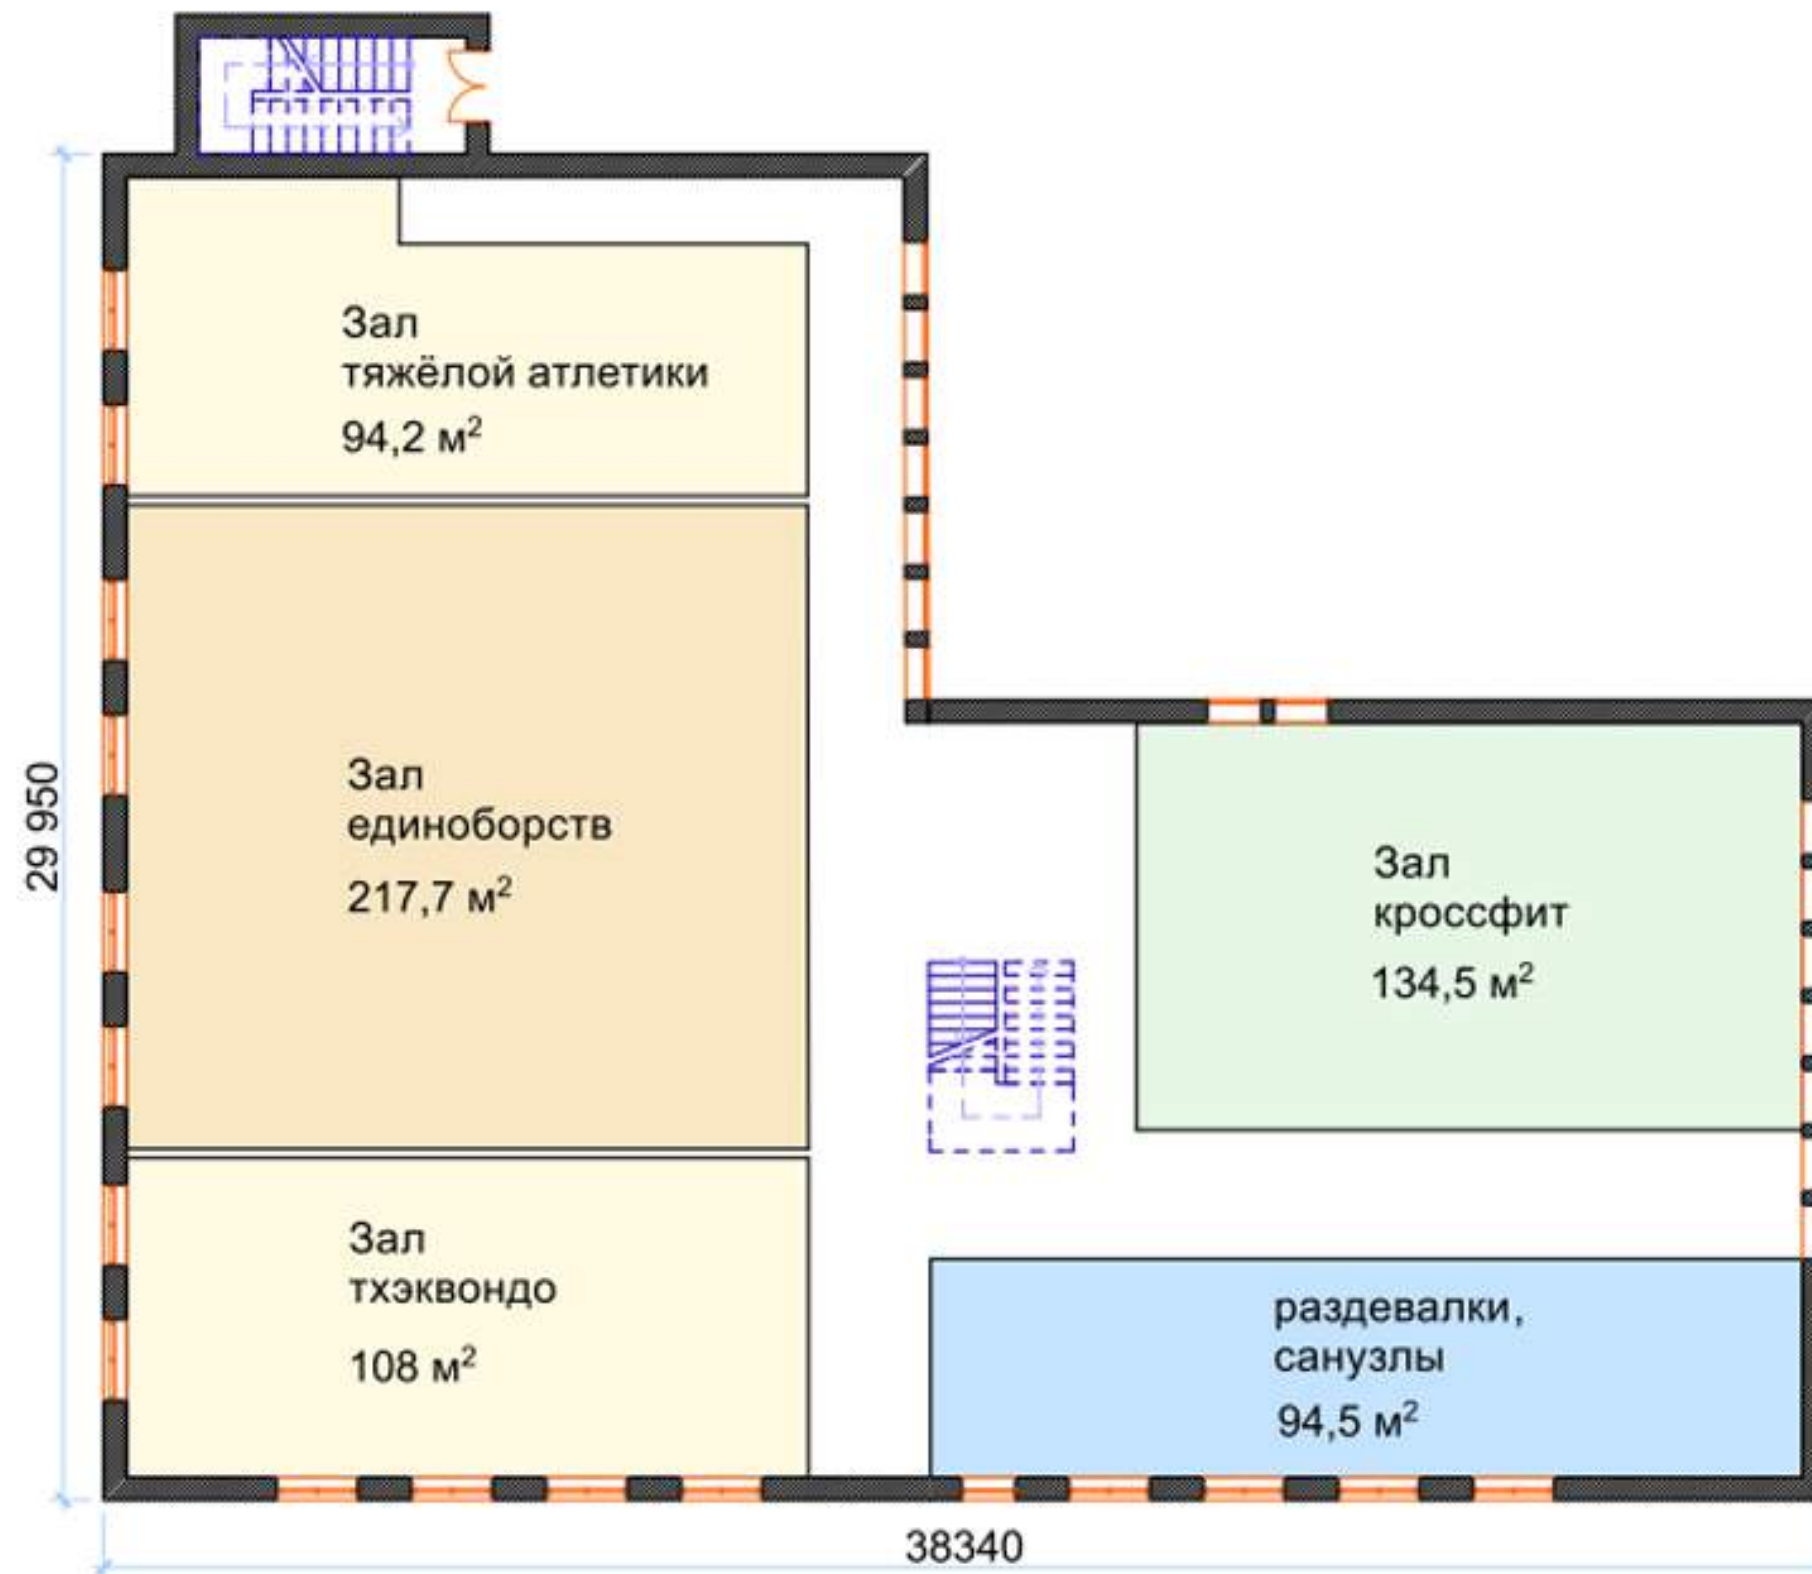 Зал
тяжёлой атлетики
94,2 м²
Зал
единоборств
217,7 м²
29 950
Зал
кроссфит
134,5 м²
Зал
тхэквондо
108 м²
раздевалки,
санузлы
94,5 м²
38340